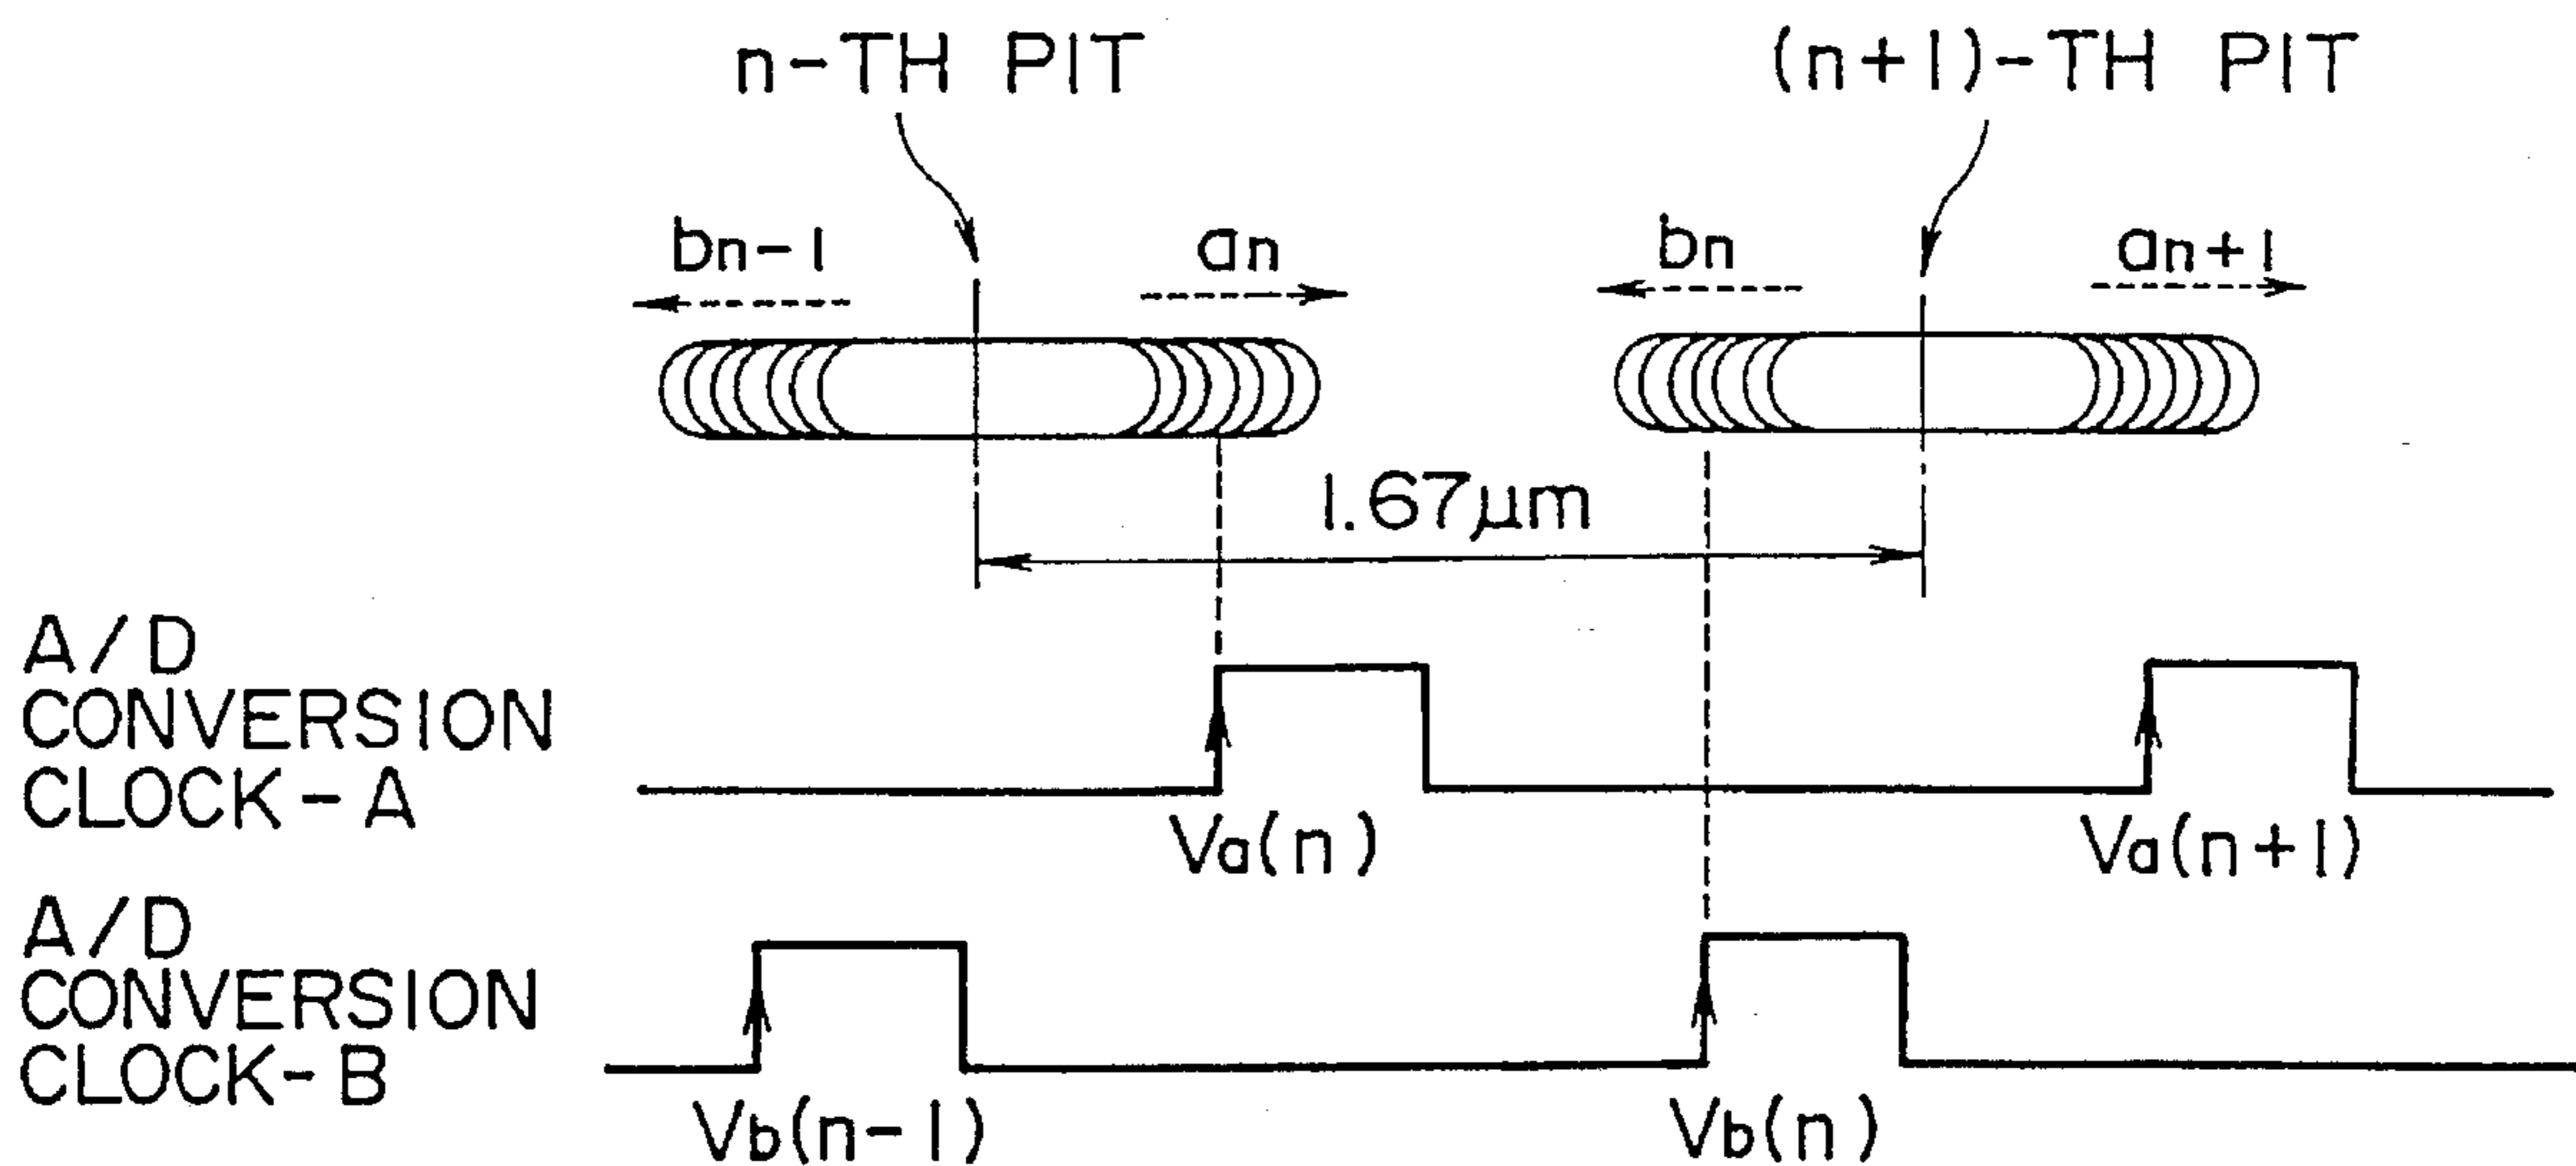 n-TH PIT
(n+1)-TH PIT
bn-1
an
bn
an+1
1.67μm
A/D
CONVERSION
CLOCK-A
Va(n)
Va(n+1)
A/D
CONVERSION
CLOCK-B
Vb(n-1)
Vb(n)